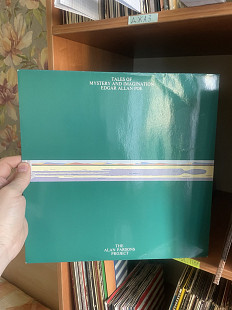 TALES OF
MYSTERY AND IMAGINATION
EDGAR ALLAN POE
THE
ALAN PARSONS
PROJECT